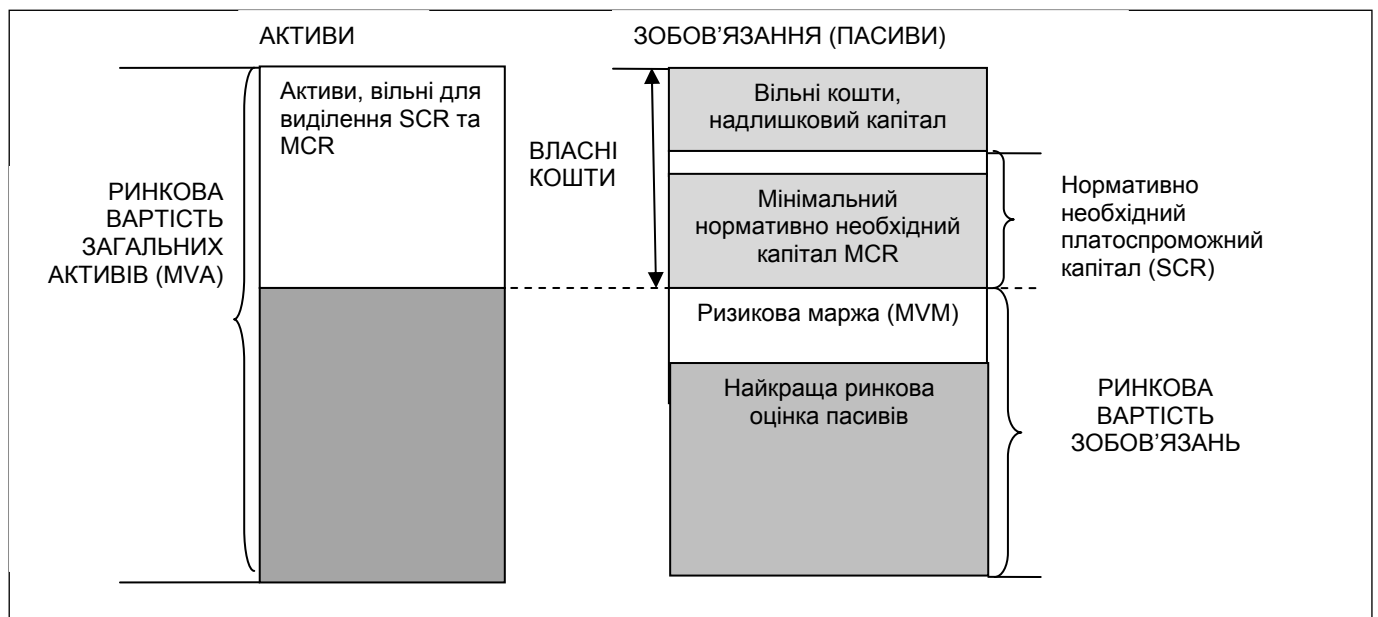 АКТИВИ
ЗОБОВ’ЯЗАННЯ (ПАСИВИ)
Активи, вільні для
виділення SCR та
MCR
РИНКОВА
ВАРТІСТЬ
ЗАГАЛЬНИХ
АКТИВІВ (MVA)
ВЛАСНІ
КОШТИ
Вільні кошти,
надлишковий капітал
Мінімальний
нормативно необхідний
капітал MCR
Нормативно
необхідний
платоспроможний
капітал (SCR)
Ризикова маржа (MVM)
Найкраща ринкова
оцінка пасивів
РИНКОВА
ВАРТІСТЬ
ЗОБОВ’ЯЗАНЬ